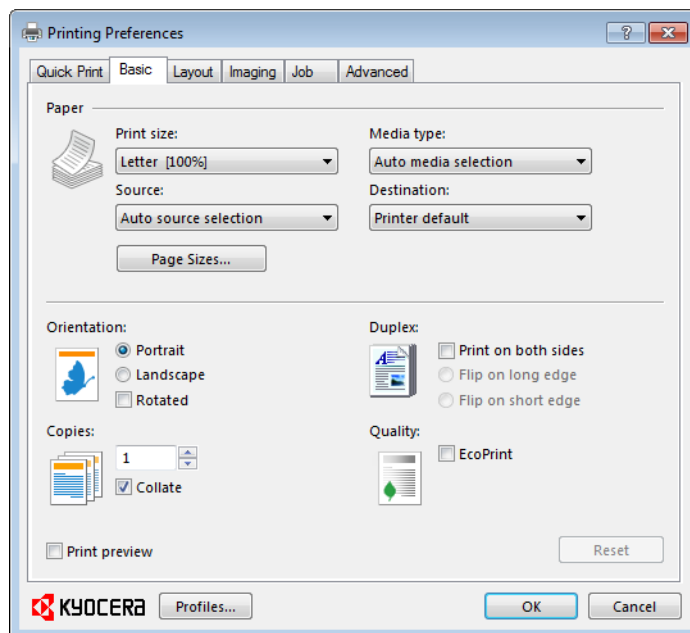 Printing Preferences
?
Quick Print Basic Layout Imaging Job Advanced
Paper
Print size: Media type:
Letter [100%] Auto media selection
Source: Destination:
Auto source selection Printer default
Page Sizes...
Orientation: Duplex:
Portrait Print on both sides
Landscape Flip on long edge
Rotated Flip on short edge
Copies: Quality:
1 EcoPrint
Collate
Print preview Reset
KYOCERA Profiles... OK Cancel